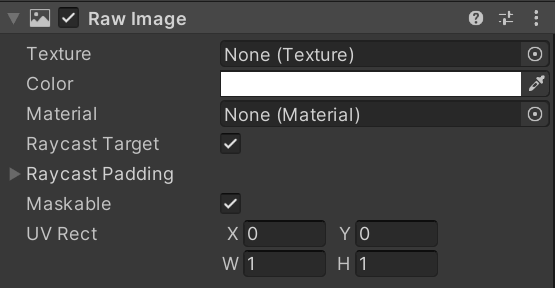 Raw Image
Texture None (Texture)
Color
Material None (Material)
Raycast Target
Raycast Padding
Maskable
UV Rect X 0 Y 0
W 1 H 1